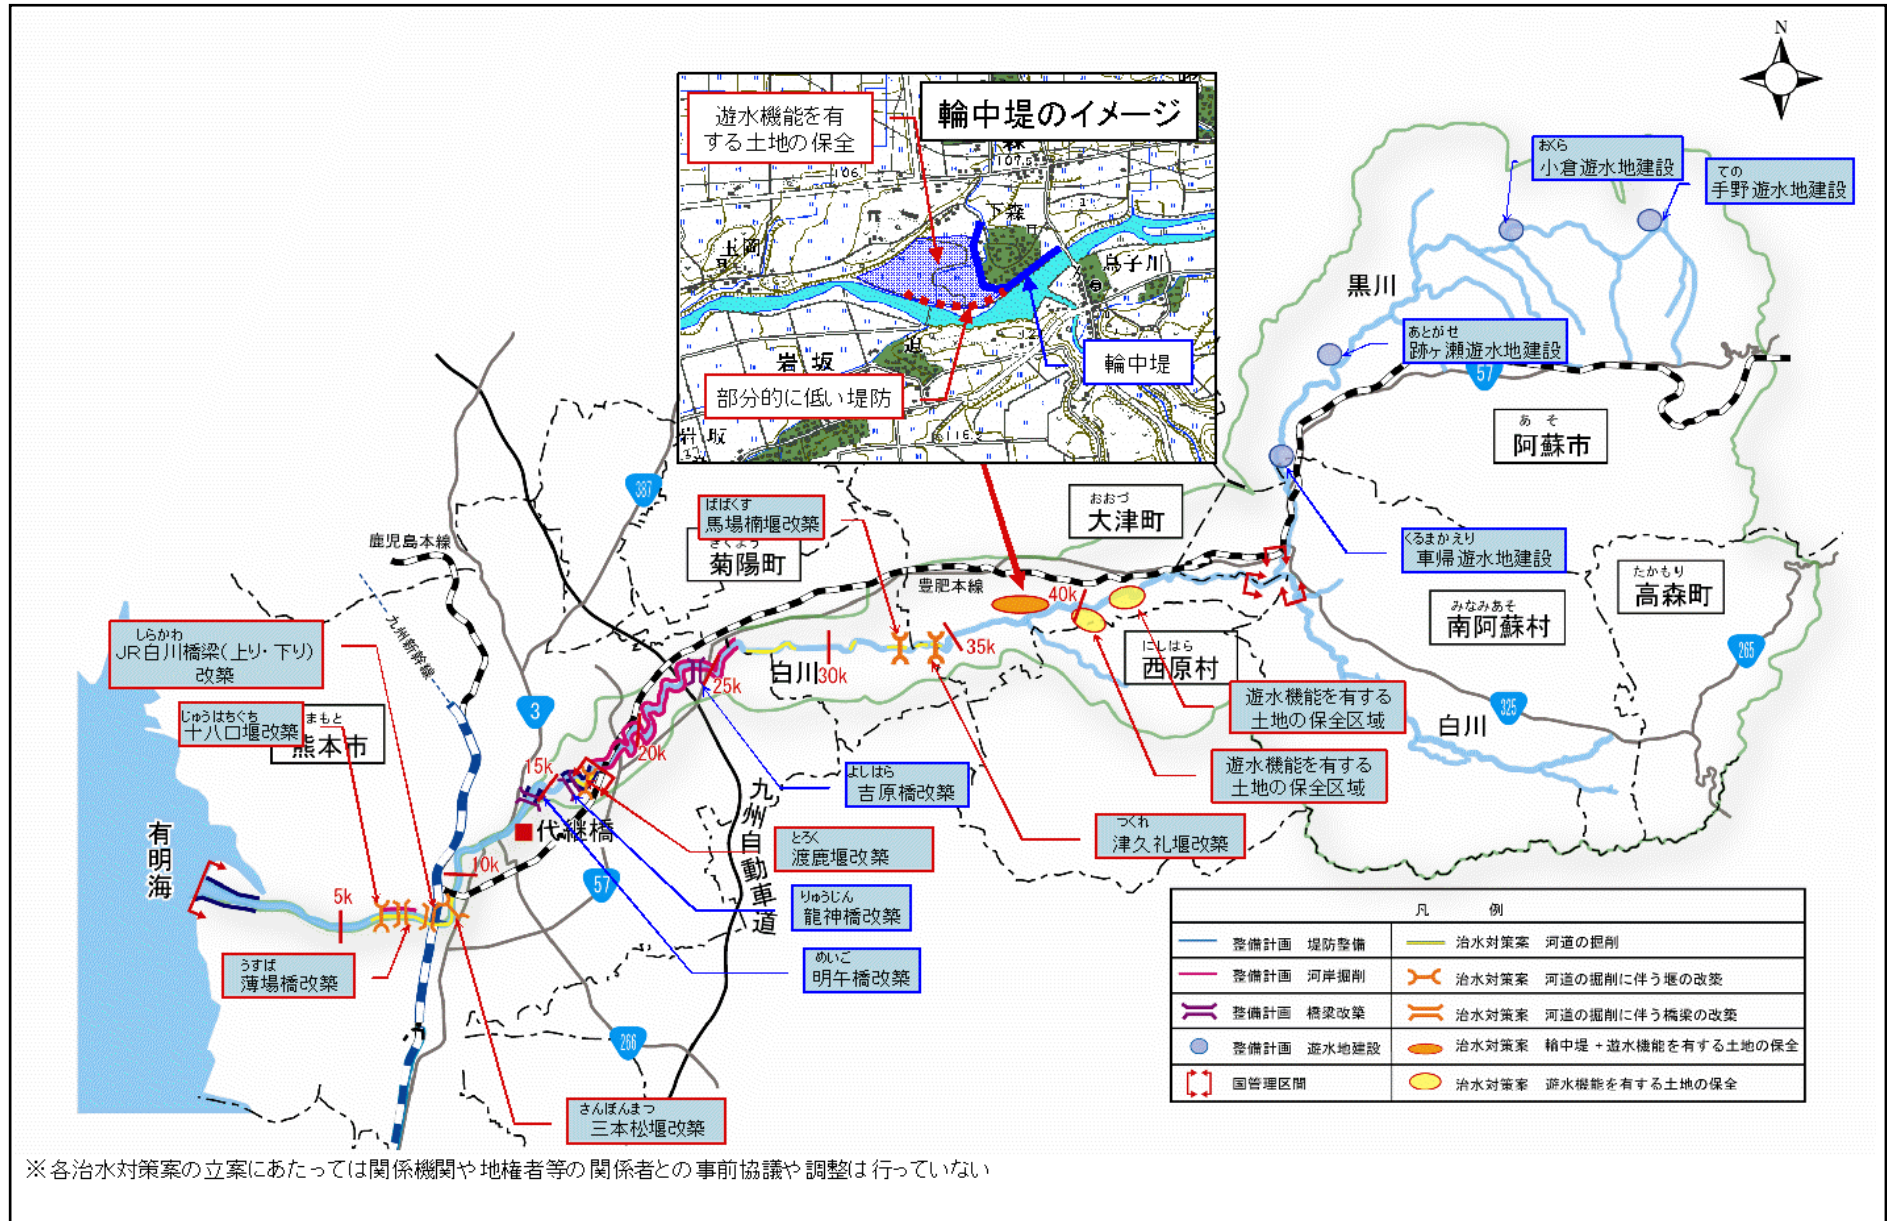 N
輪中堤のイメージ
遊水機能を有
する土地の保全
107.5
106.
下森
土岡
鳥子川
岩坂
迫
岩坂
116.
輪中堤
部分的に低い堤防
おくら
小倉遊水地建設
ての
手野遊水地建設
黒川
あとがせ
跡ヶ瀬遊水地建設
57
あそ
阿蘇市
387
ばばくす
馬場楠堰改築
きくよう
菊陽町
おおづ
大津町
くるまかえり
車帰遊水地建設
たかもり
高森町
みなみあそ
南阿蘇村
鹿児島本線
九州新幹線
豊肥本線
40k
35k
白川
30k
25k
20k
15k
10k
5k
にしはら
西原村
265
325
白川
しらかわ
JR白川橋梁(上り・下り)
改築
じゅうはちぐち
十八口堰改築
まもと
熊本市
3
遊水機能を有する
土地の保全区域
遊水機能を有する
土地の保全区域
よしはら
吉原橋改築
つくれ
津久礼堰改築
有明海
代継橋
九州自動車道
とろく
渡鹿堰改築
57
りゅうじん
龍神橋改築
めいご
明午橋改築
うすば
薄場橋改築
266
さんぼんまつ
三本松堰改築
凡 例
整備計画 堤防整備
治水対策案 河道の掘削
整備計画 河岸掘削
治水対策案 河道の掘削に伴う堰の改築
整備計画 橋梁改築
治水対策案 河道の掘削に伴う橋梁の改築
整備計画 遊水地建設
治水対策案 輪中堤+遊水機能を有する土地の保全
国管理区間
治水対策案 遊水機能を有する土地の保全
※各治水対策案の立案にあたっては関係機関や地権者等の関係者との事前協議や調整は行っていない